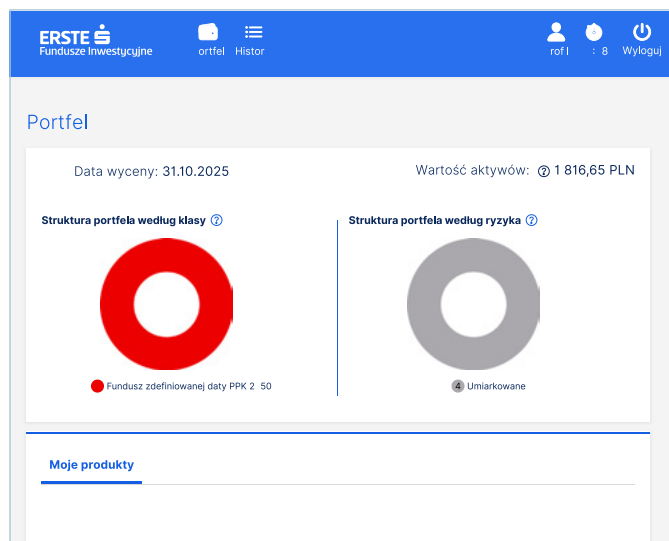 ERSTE
Fundusze Inwestycyjne
ortfel Histor
rof l : 8 Wyloguj
Portfel
Data wyceny: 31.10.2025 Wartość aktywów: ? 1 816,65 PLN
Struktura portfela według klasy ? Struktura portfela według ryzyka ?
Fundusz zdefiniowanej daty PPK 2 50 4 Umiarkowane
Moje produkty